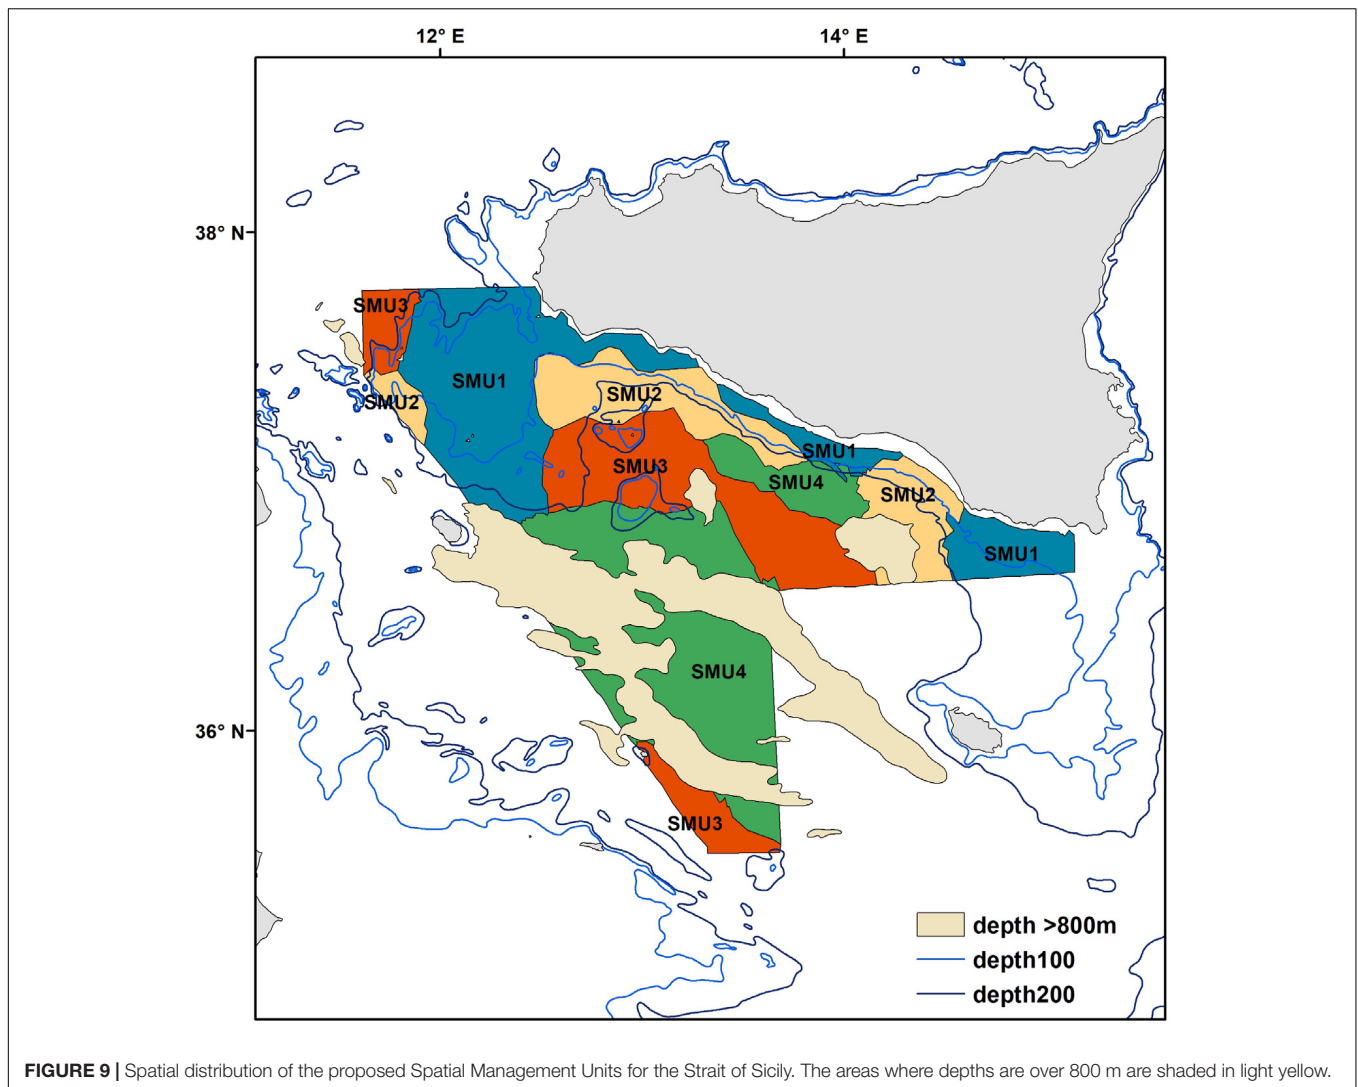 12° E
14° E
38° N
36° N
SMU3
SMU1
SMU2
SMU2
SMU3
SMU1
SMU4
SMU2
SMU1
SMU4
SMU3
depth >800m
depth100
depth200
FIGURE 9 | Spatial distribution of the proposed Spatial Management Units for the Strait of Sicily. The areas where depths are over 800 m are shaded in light yellow.